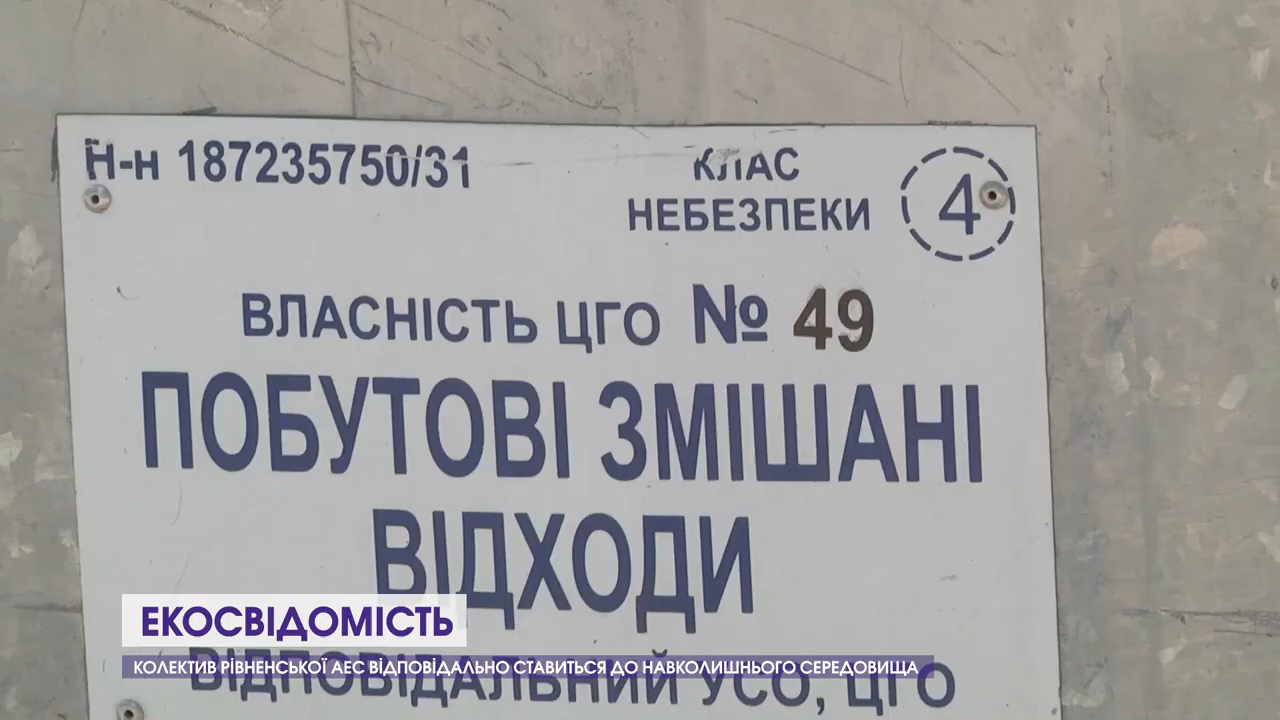 Н-н 187235750/31
КЛАС
НЕБЕЗПЕКИ
4
ВЛАСНІСТЬ ЦГО № 49
ПОБУТОВІ ЗМІШАНІ
ВІДХОДИ
ЕКОСВІДОМІСТЬ
КОЛЕКТИВ РІВНЕНСЬКОЇ АЕС ВІДПОВІДАЛЬНО СТАВИТЬСЯ ДО НАВКОЛИШНЬОГО СЕРЕДОВИЩА
ВІДПОВІДАЛЬНИЙ УСО, ЦГО